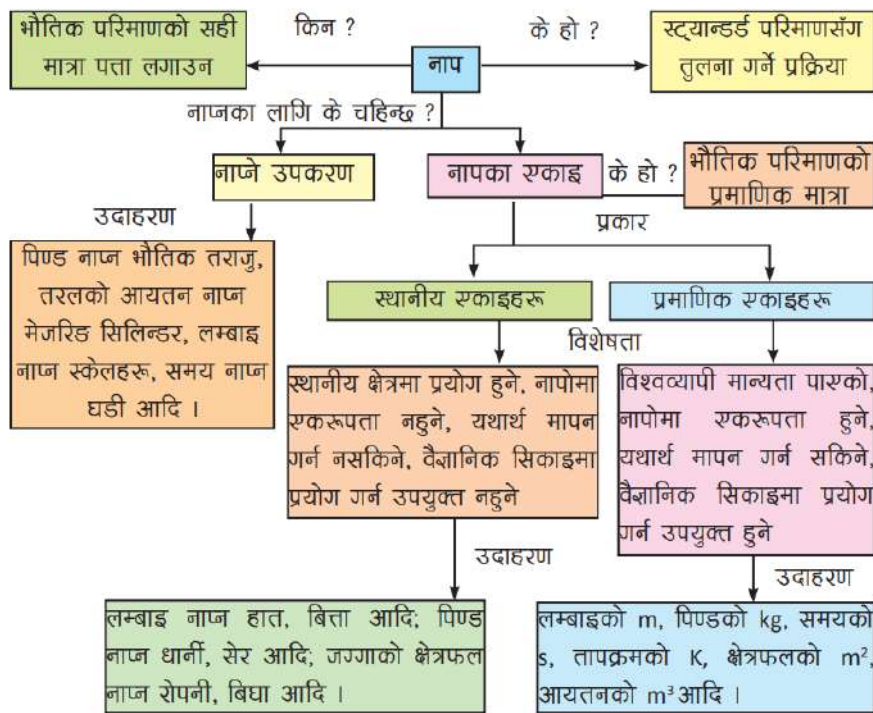 भौतिक परिमाणको सही
मात्रा पत्ता लगाउन
किन ?
नाप
के हो ?
स्ट्यान्डर्ड परिमाणसँग
तुलना गर्ने प्रक्रिया
नाप्नका लागि के चहिन्छ ?
नाप्ने उपकरण
नापका एकाइ
के हो ?
भौतिक परिमाणको
प्रमाणिक मात्रा
उदाहरण
प्रकार
पिण्ड नाप्न भौतिक तराजु,
तरलको आयतन नाप्न
मेजरिङ सिलिन्डर, लम्बाइ
नाप्न स्केलहरू, समय नाप्न
घडी आदि ।
स्थानीय एकाइहरू
प्रमाणिक एकाइहरू
विशेषता
स्थानीय क्षेत्रमा प्रयोग हुने, नापोमा
एकरूपता नहुने, यथार्थ मापन
गर्न नसकिने, वैज्ञानिक सिकाइमा
प्रयोग गर्न उपयुक्त नहुने
विश्वव्यापी मान्यता पाएको,
नापोमा एकरूपता हुने,
यथार्थ मापन गर्न सकिने,
वैज्ञानिक सिकाइमा प्रयोग
गर्न उपयुक्त हुने
उदाहरण
उदाहरण
लम्बाइ नाप्न हात, बित्ता आदि; पिण्ड
नाप्न धार्नी, सेर आदि; जग्गाको क्षेत्रफल
नाप्न रोपनी, बिघा आदि ।
लम्बाइको m, पिण्डको kg, समयको
s, तापक्रमको K, क्षेत्रफलको m²,
आयतनको m³ आदि ।